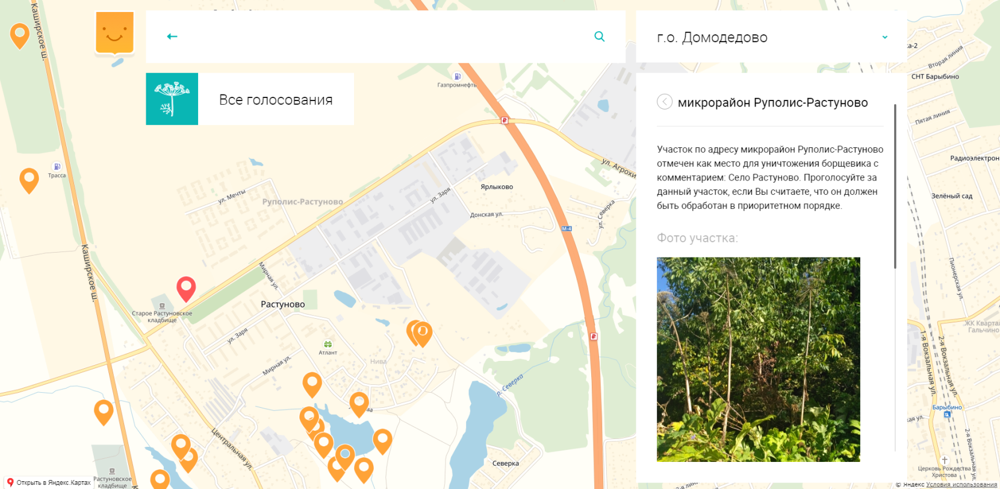 г.о. Домодедово
Все голосования
микрорайон Руполис-Растуново
Участок по адресу микрорайон Руполис-Растуново
отмечен как место для уничтожения борщевика с
комментарием: Село Растуново. Проголосуйте за
данный участок, если Вы считаете, что он должен
быть обработан в приоритетном порядке.
Фото участка:
Каширское ш.
Газпромнефть
Трасса
ул. Мечты
Руполис-Растуново
ул. Заря
Ярлыково
Донская ул.
ул. Северка
ул. Агрохи
М-4
Каширское ш.
Мирная ул.
Растуново
Старое Растуновское
кладбище
ул. Заря
Атлант
Мирная ул.
Нива
р. Северка
Центральная ул.
Северка
Растуновское
кладбище
Открыть в Яндекс.Картах
ка-2
Вторая линия
СНТ Барыбино
Пятая линия
Радиоэлектрон
Зелёный сад
Пионерская ул.
ЖК Квартал
Гальчино
1-я Вокзальная ул.
2-я Вокзальная ул.
Барыбино
2-я Вокзальная ул.
Церковь Рождества
Христова
2-я лин
© Яндекс Условия использования